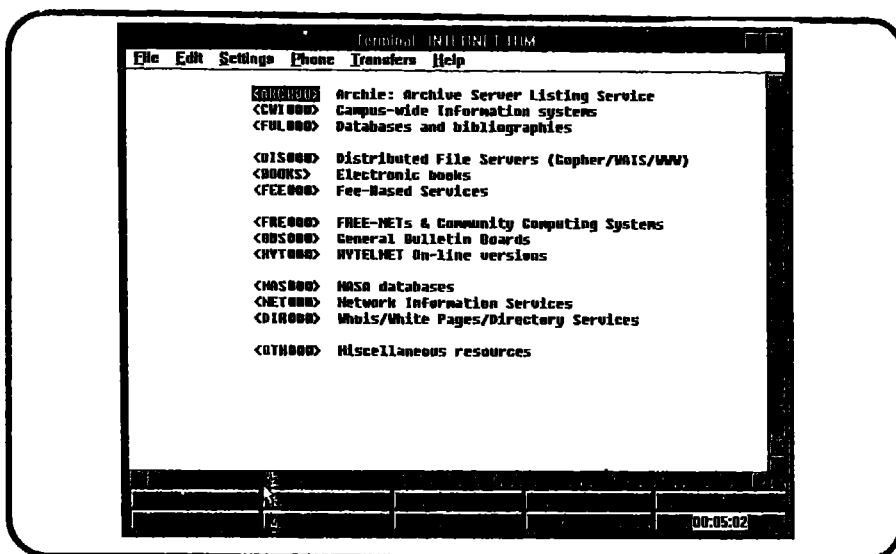 Terminal - INTERNET.TRM
File Edit Settings Phone Transfers Help
<ARC000> Archie: Archive Server Listing Service
<CWI000> Campus-wide Information systems
<FUL000> Databases and bibliographies
<DIS000> Distributed File Servers (Gopher/WAIS/WWW)
<BOOKS> Electronic books
<FEE000> Fee-Based Services
<FRE000> FREE-NETs & Community Computing Systems
<BBS000> General Bulletin Boards
<HYT000> HYTELNET On-line versions
<NAS000> NASA databases
<NET000> Network Information Services
<DIR000> Whois/White Pages/Directory Services
<OTH000> Miscellaneous resources
00:05:02